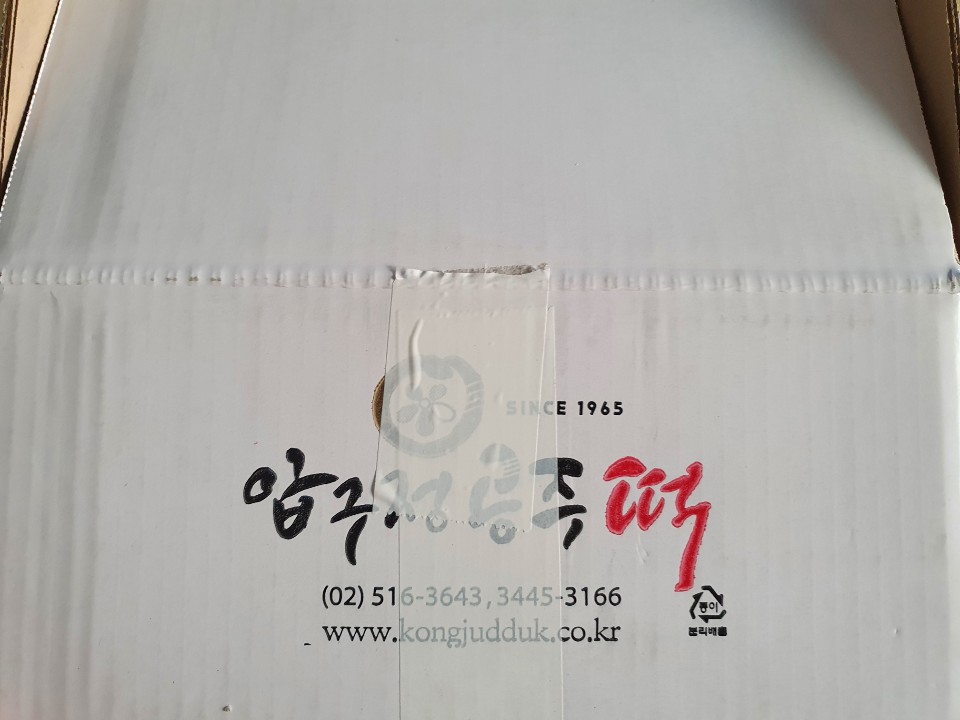 SINCE 1965
압구정공주떡
(02) 516-3643, 3445-3166
www.kongjudduk.co.kr
종이
분리배출